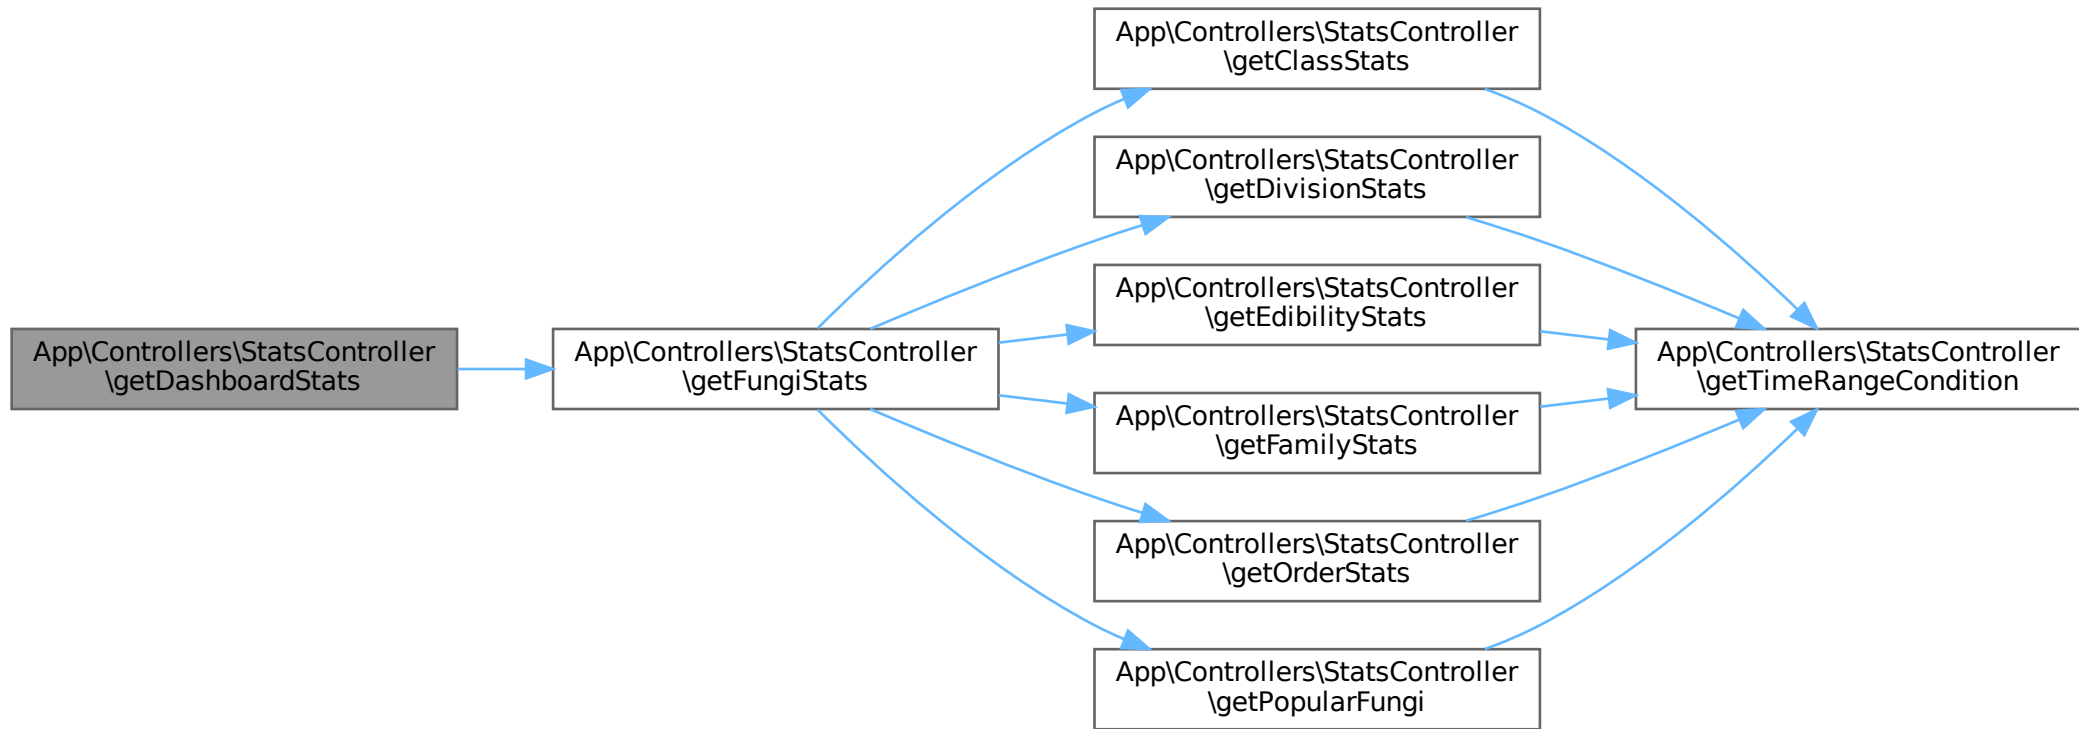 App\Controllers\StatsController
\getDashboardStats
App\Controllers\StatsController
\getFungiStats
App\Controllers\StatsController
\getClassStats
App\Controllers\StatsController
\getDivisionStats
App\Controllers\StatsController
\getEdibilityStats
App\Controllers\StatsController
\getFamilyStats
App\Controllers\StatsController
\getOrderStats
App\Controllers\StatsController
\getPopularFungi
App\Controllers\StatsController
\getTimeRangeCondition